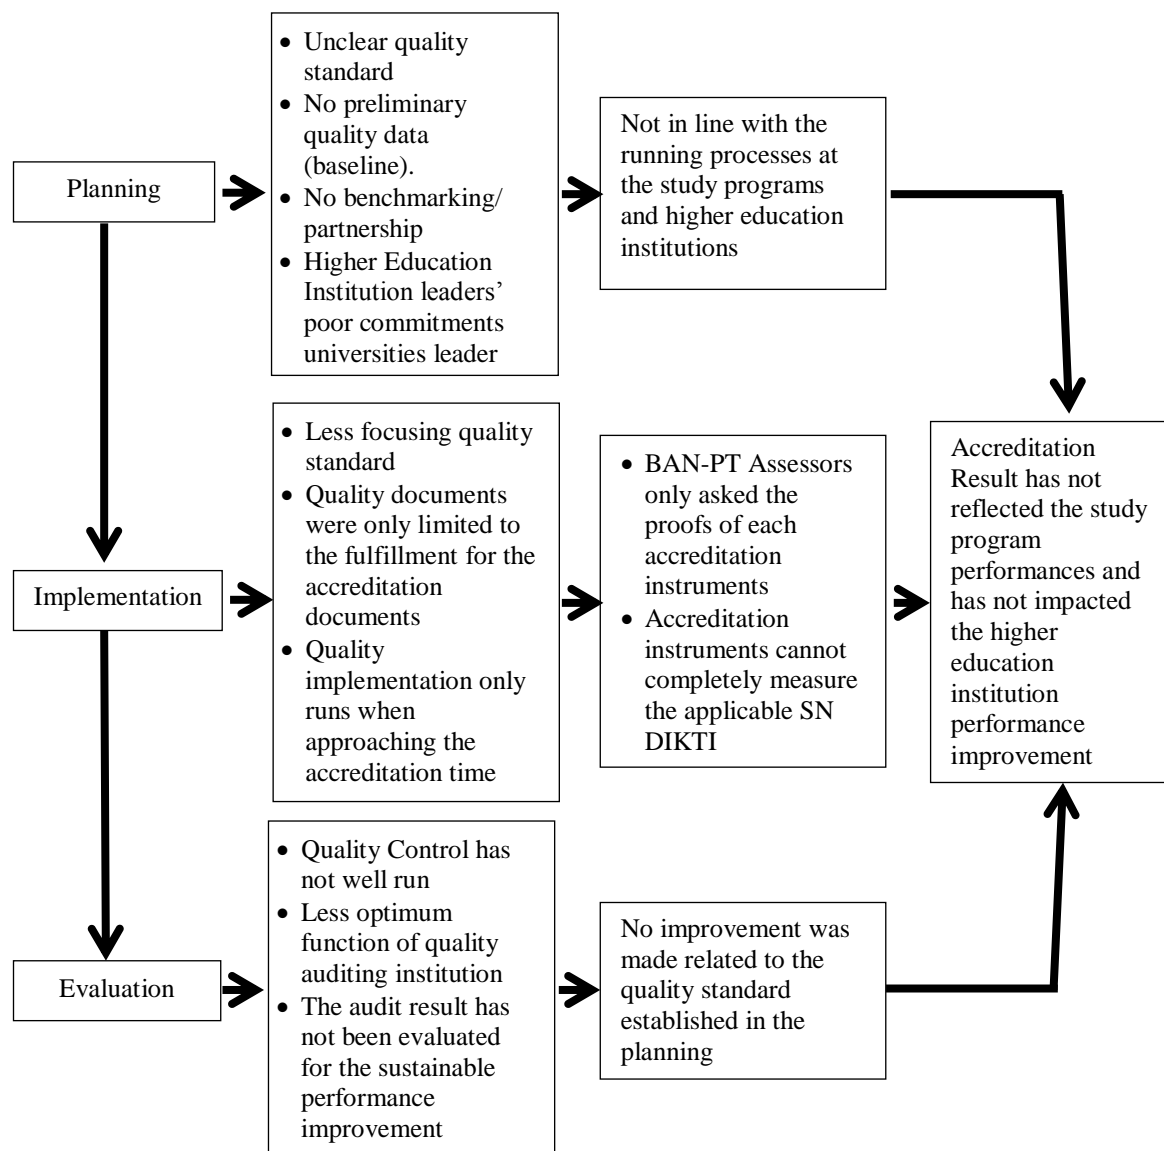 Planning
• Unclear quality
standard
• No preliminary
quality data
(baseline).
• No benchmarking/
partnership
• Higher Education
Institution leaders’
poor commitments
universities leader
Not in line with the
running processes at
the study programs
and higher education
institutions
Implementation
• Less focusing quality
standard
• Quality documents
were only limited to
the fulfillment for the
accreditation
documents
• Quality
implementation only
runs when
approaching the
accreditation time
• BAN-PT Assessors
only asked the
proofs of each
accreditation
instruments
• Accreditation
instruments cannot
completely measure
the applicable SN
DIKTI
Accreditation
Result has not
reflected the study
program
performances and
has not impacted
the higher
education
institution
performance
improvement
Evaluation
• Quality Control has
not well run
• Less optimum
function of quality
auditing institution
• The audit result has
not been evaluated
for the sustainable
performance
improvement
No improvement was
made related to the
quality standard
established in the
planning